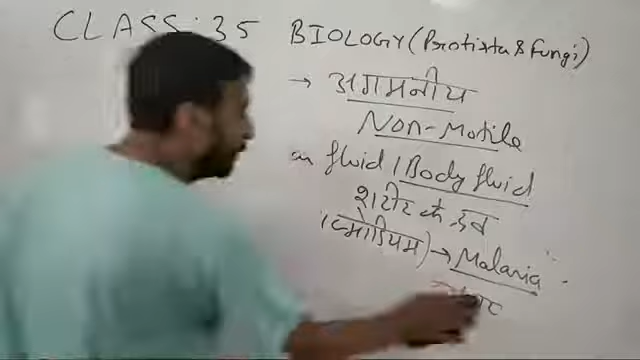 CLASS: 35 BIOLOGY (Protista & Fungi)
→ अगमनीय
Non-Motile
fluid / Body fluid
शरीर के द्रव
(प्लाज्मोडियम) → Malaria